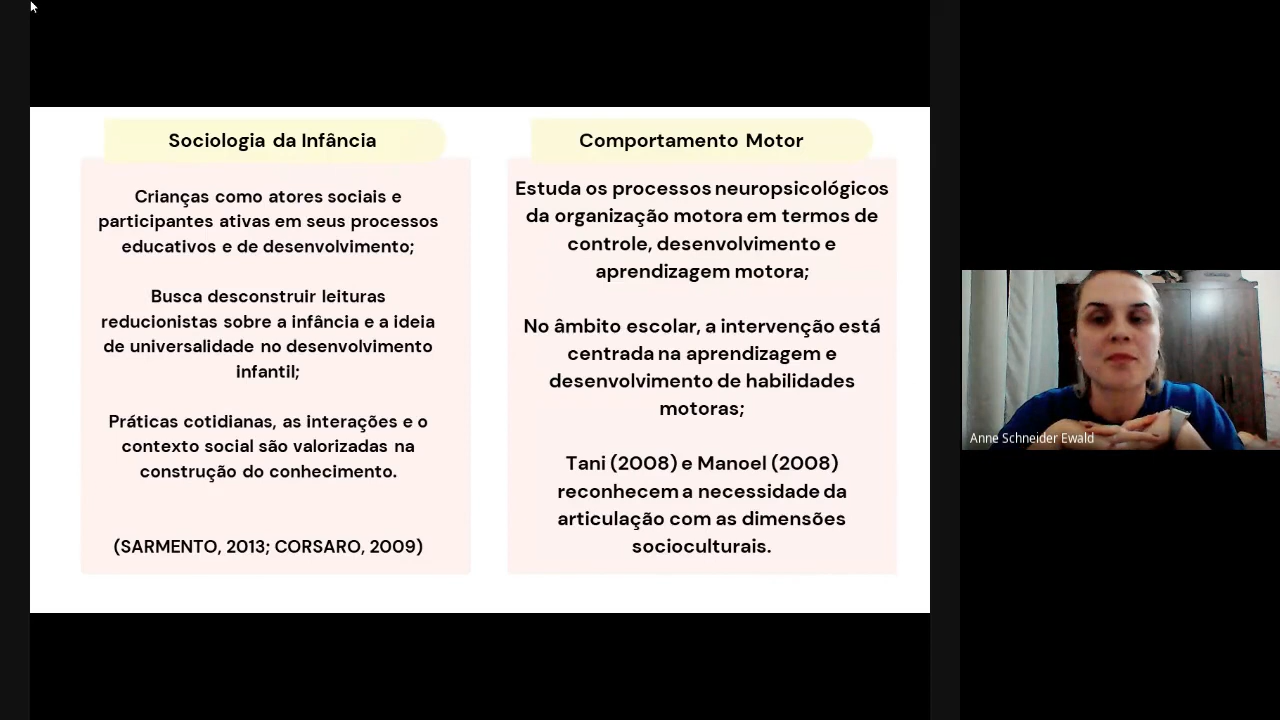 Sociologia da Infância
Crianças como atores sociais e
participantes ativas em seus processos
educativos e de desenvolvimento;
Busca desconstruir leituras
reducionistas sobre a infância e a ideia
de universalidade no desenvolvimento
infantil;
Práticas cotidianas, as interações e o
contexto social são valorizadas na
construção do conhecimento.
(SARMENTO, 2013; CORSARO, 2009)
Comportamento Motor
Estuda os processos neuropsicológicos
da organização motora em termos de
controle, desenvolvimento e
aprendizagem motora;
No âmbito escolar, a intervenção está
centrada na aprendizagem e
desenvolvimento de habilidades
motoras;
Tani (2008) e Manoel (2008)
reconhecem a necessidade da
articulação com as dimensões
socioculturais.
Anne Schneider Ewald